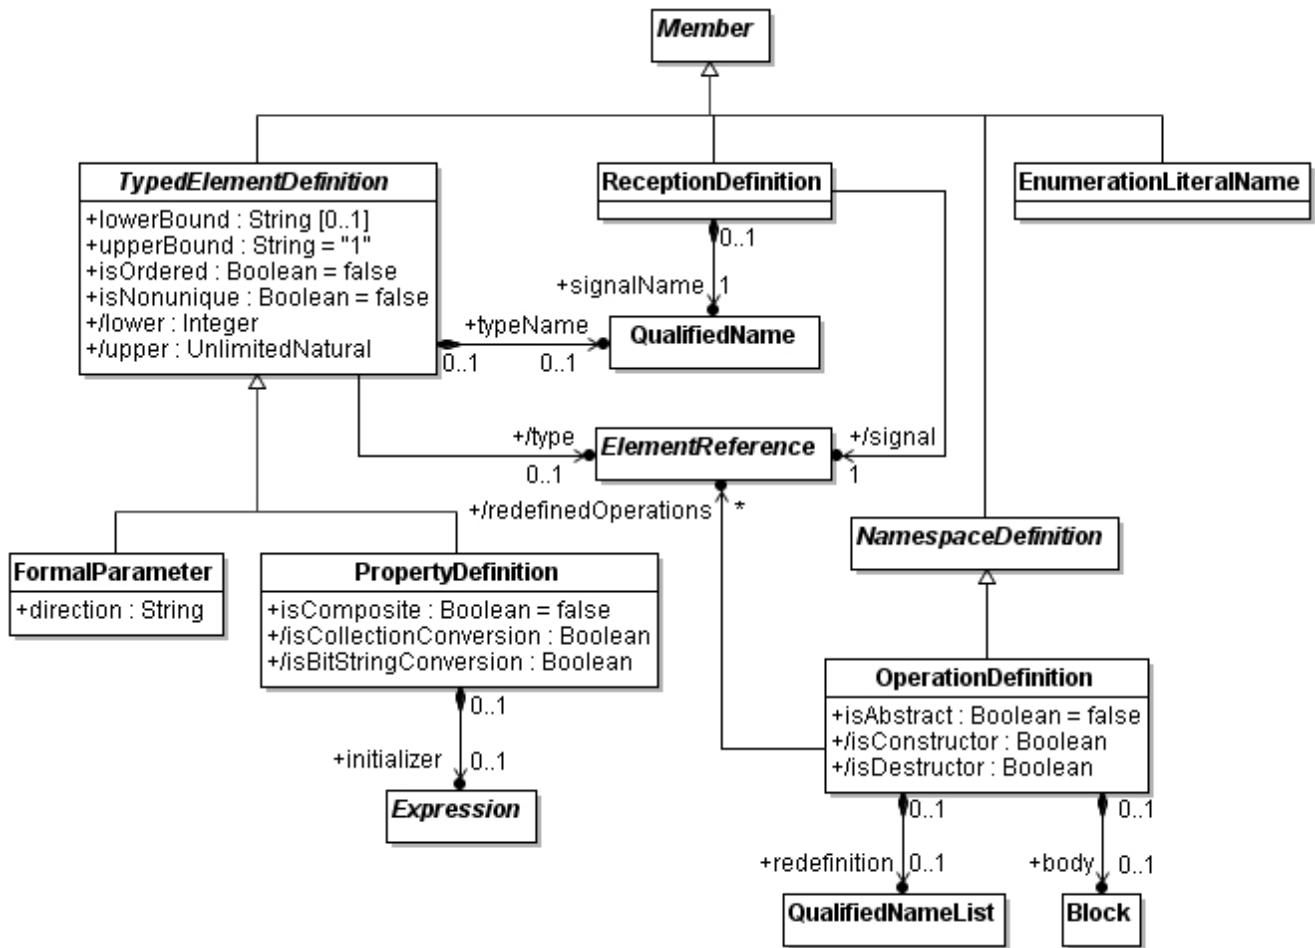 Member
TypedElementDefinition
+lowerBound : String [0..1]
+upperBound : String = "1"
+isOrdered : Boolean = false
+isNonunique : Boolean = false
+/lower : Integer
+/upper : UnlimitedNatural
ReceptionDefinition
EnumerationLiteralName
0..1
+signalName 1
+typeName
0..1 0..1
QualifiedName
+/type
0..1
ElementReference
+/signal
1
+/redefinedOperations *
NamespaceDefinition
FormalParameter
+direction : String
PropertyDefinition
+isComposite : Boolean = false
+/isCollectionConversion : Boolean
+/isBitStringConversion : Boolean
0..1
+initializer 0..1
Expression
OperationDefinition
+isAbstract : Boolean = false
+/isConstructor : Boolean
+/isDestructor : Boolean
0..1 0..1
+redefinition 0..1 +body 0..1
QualifiedNameList
Block